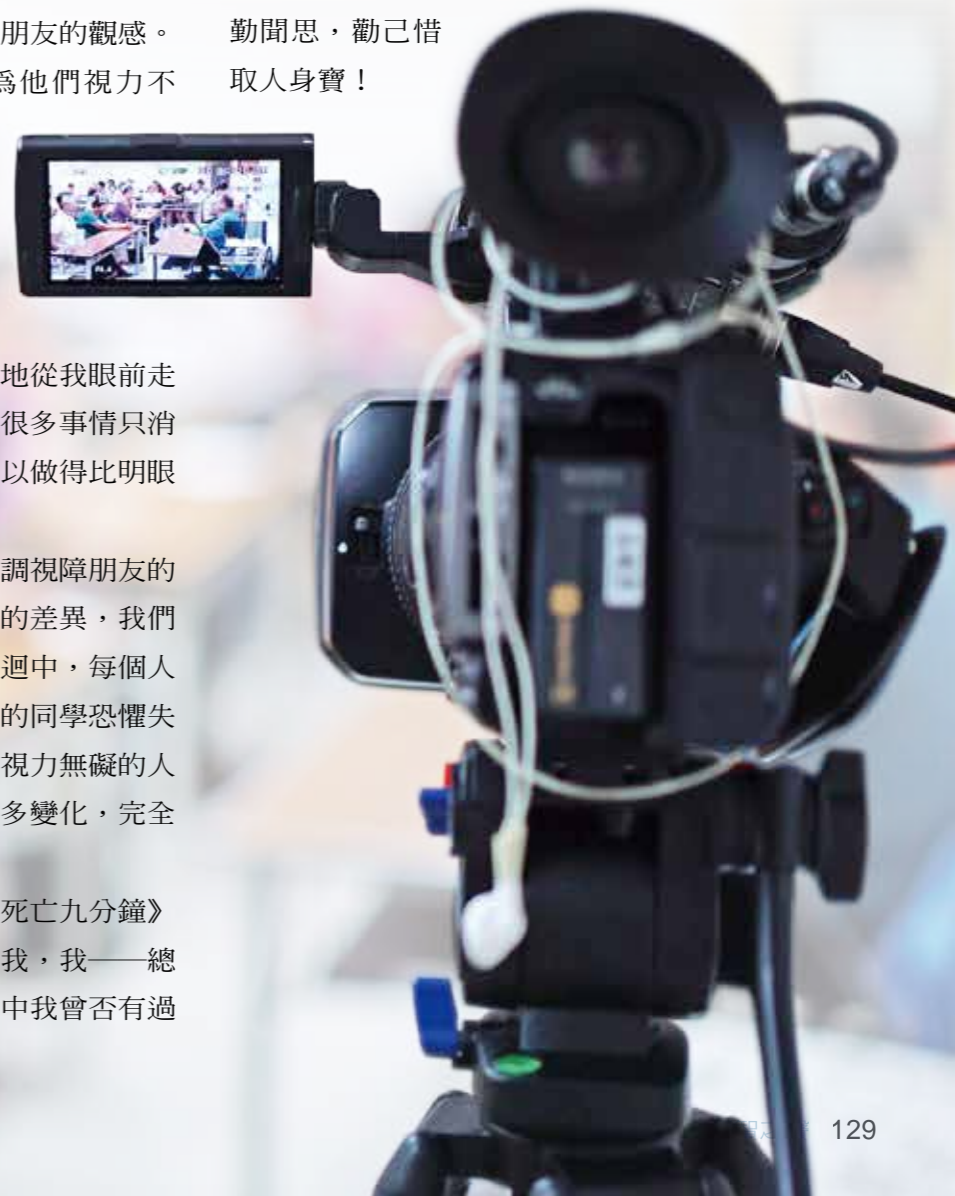 朋友的觀感。
為他們視力不
地從我眼前走
很多事情只消
以做得比明眼
調視障朋友的
的差異，我們
迴中，每個人
的同學恐懼失
視力無礙的人
多變化，完全
死亡九分鐘》
我，我——總
中我曾否有過
勤聞思，勸己惜
取人身寶！
129